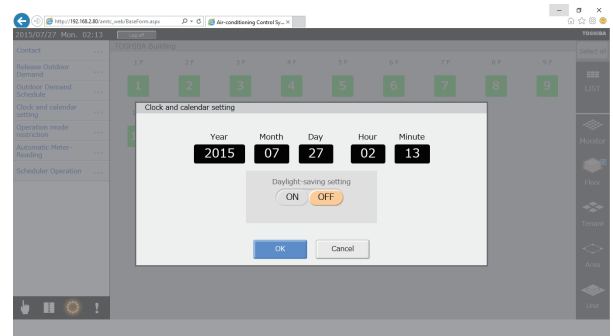 http://192.168.2.80/amtc_web/BaseForm.aspx
Air-conditioning Control Sy...
2015/07/27 Mon. 02:13
Log off
TOSHIBA
Contact ...
TOSHIBA Building
Select all
Release Outdoor
Demand ...
1 F 2 F 3 F 4 F 5 F 6 F 7 F 8 F 9 F
Outdoor Demand
Schedule ...
1 2 3 4 5 6 7 8 9
LIST
Clock and calendar
setting ...
Clock and calendar setting
Operation mode
restriction ...
Year Month Day Hour Minute
Monitor
Automatic Meter-
Reading ...
2015 07 27 02 13
Scheduler Operation ...
Daylight-saving setting
Floor
ON OFF
Tenant
OK Cancel
Area
Unit